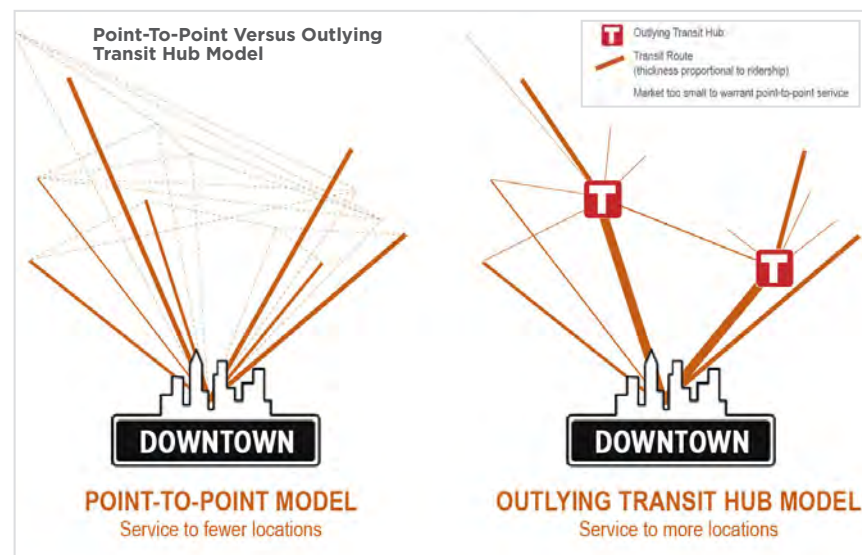 Point-To-Point Versus Outlying
Transit Hub Model
Outlying Transit Hub
Transit Route
(thickness proportional to ridership)
Market too small to warrant point-to-point serivce
T
T
T
DOWNTOWN
DOWNTOWN
POINT-TO-POINT MODEL
Service to fewer locations
OUTLYING TRANSIT HUB MODEL
Service to more locations